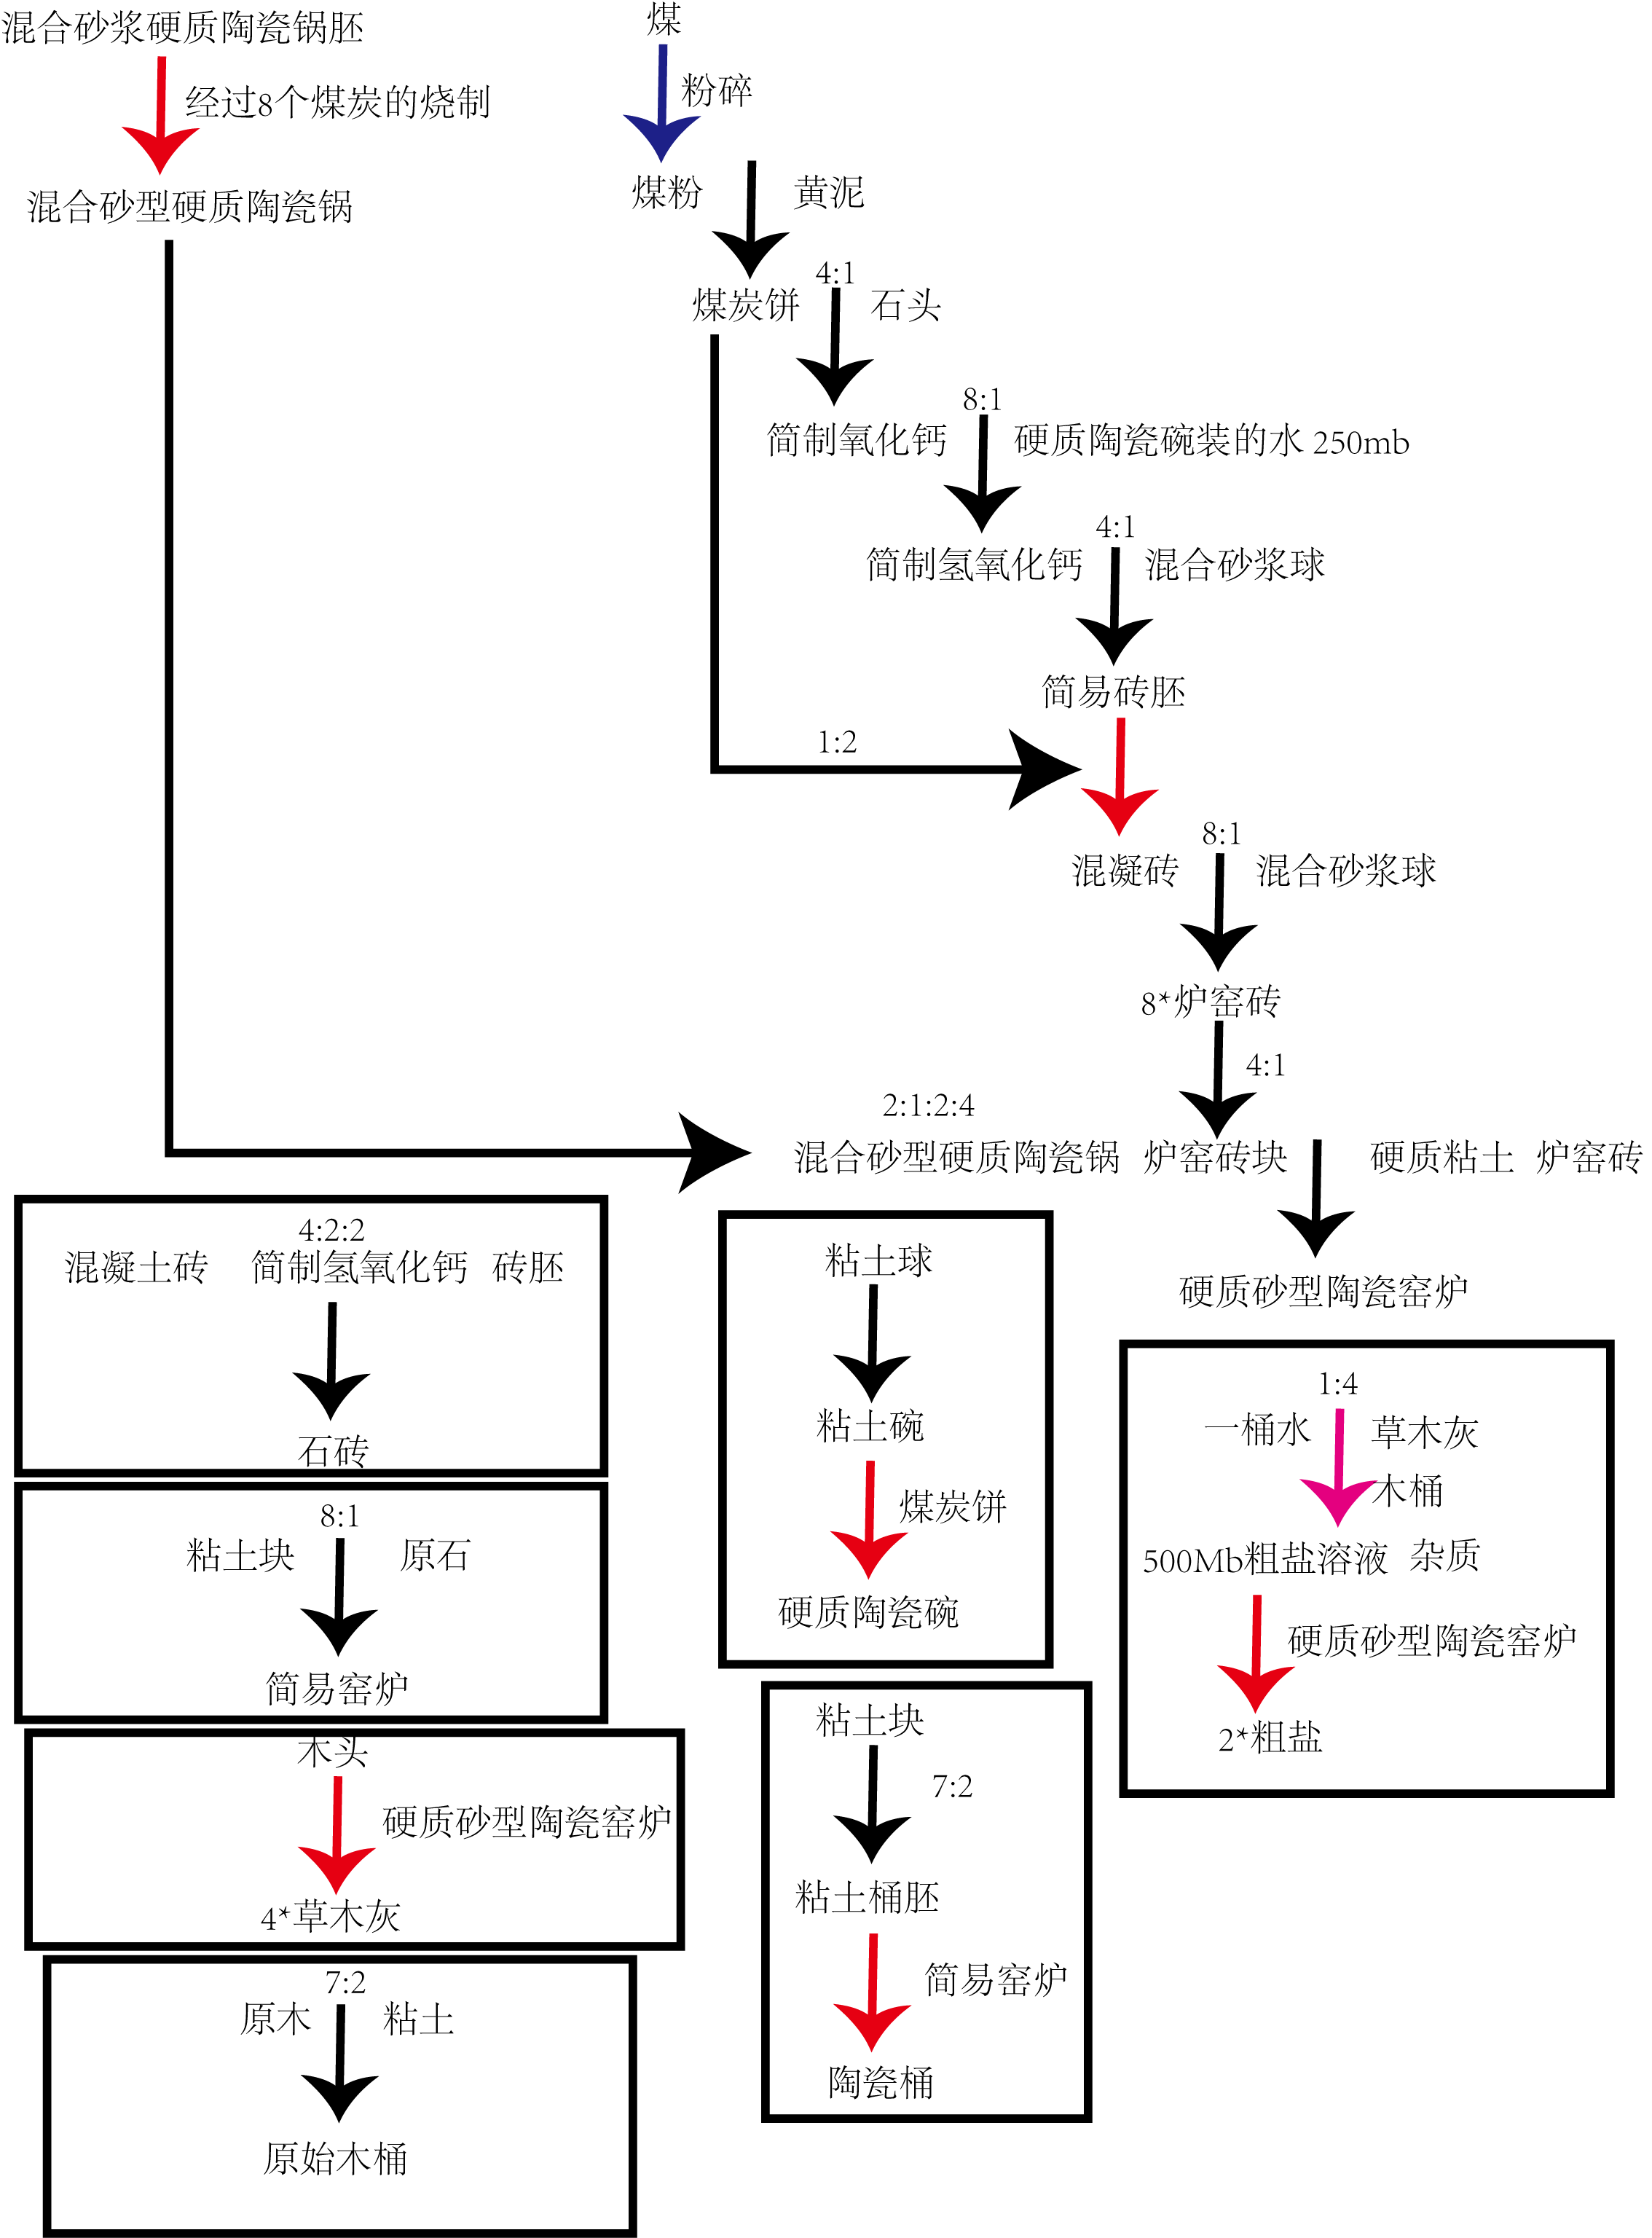 混合砂浆硬质陶瓷锅胚
经过8个煤炭的烧制
混合砂型硬质陶瓷锅
煤
粉碎
煤粉
黄泥
煤炭饼
4:1
石头
简制氧化钙
8:1
硬质陶瓷碗装的水 250mb
简制氢氧化钙
4:1
混合砂浆球
简易砖胚
1:2
混凝砖
8:1
混合砂浆球
8*炉窑砖
4:1
2:1:2:4
混合砂型硬质陶瓷锅 炉窑砖块 硬质粘土 炉窑砖
硬质砂型陶瓷窑炉
4:2:2
混凝土砖 简制氢氧化钙 砖胚
石砖
8:1
粘土块 原石
简易窑炉
木头
硬质砂型陶瓷窑炉
4*草木灰
7:2
原木 粘土
原始木桶
粘土球
粘土碗
煤炭饼
硬质陶瓷碗
粘土块
7:2
粘土桶胚
简易窑炉
陶瓷桶
1:4
一桶水 草木灰
木桶
500Mb粗盐溶液 杂质
硬质砂型陶瓷窑炉
2*粗盐